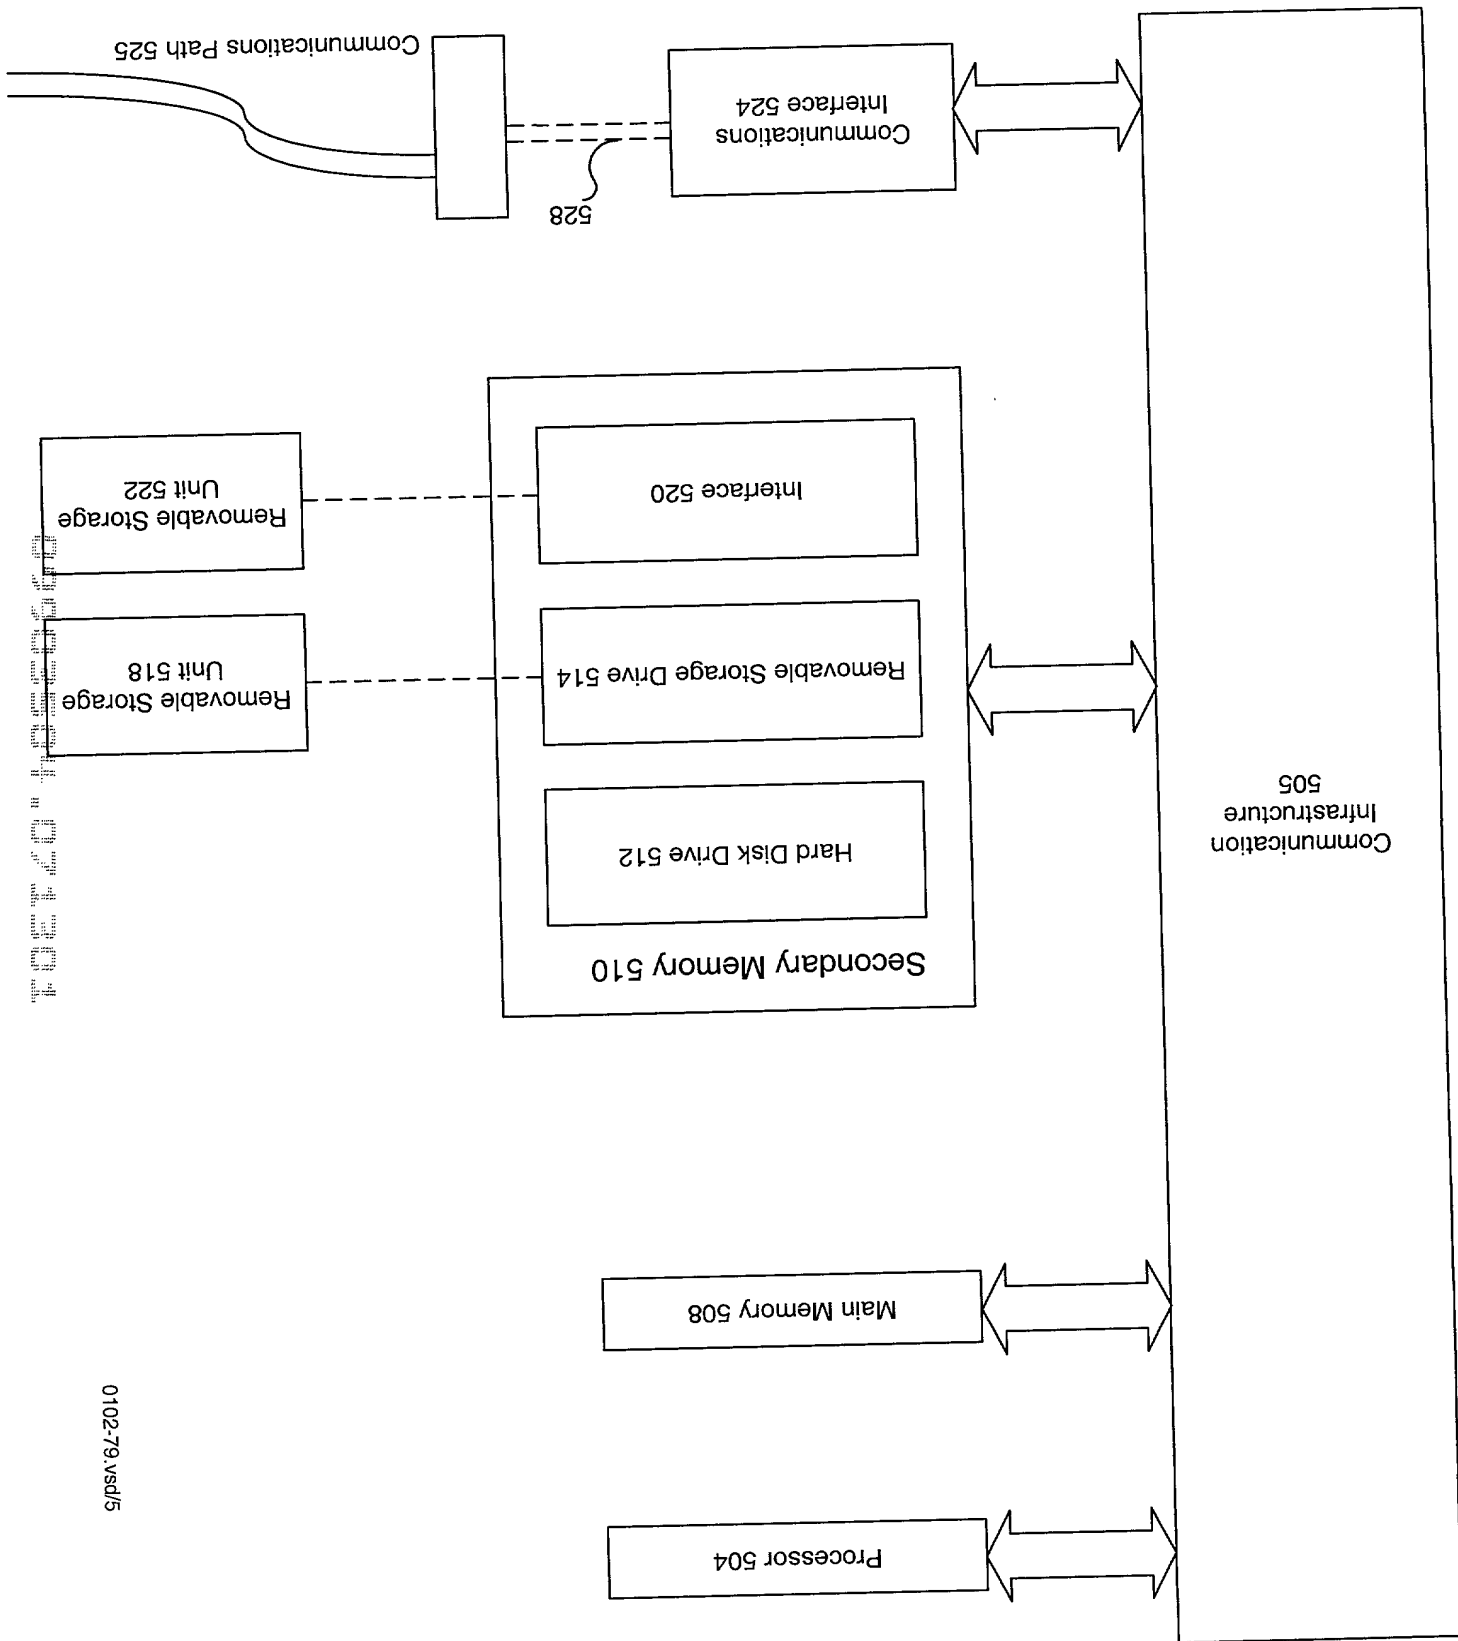 Processor 504
Main Memory 508
Communication
Infrastructure
505
Secondary Memory 510
Hard Disk Drive 512
Removable Storage Drive 514
Removable Storage
Unit 518
Interface 520
Removable Storage
Unit 522
528
Communications
Interface 524
Communications Path 525
0102-79.vsd/5